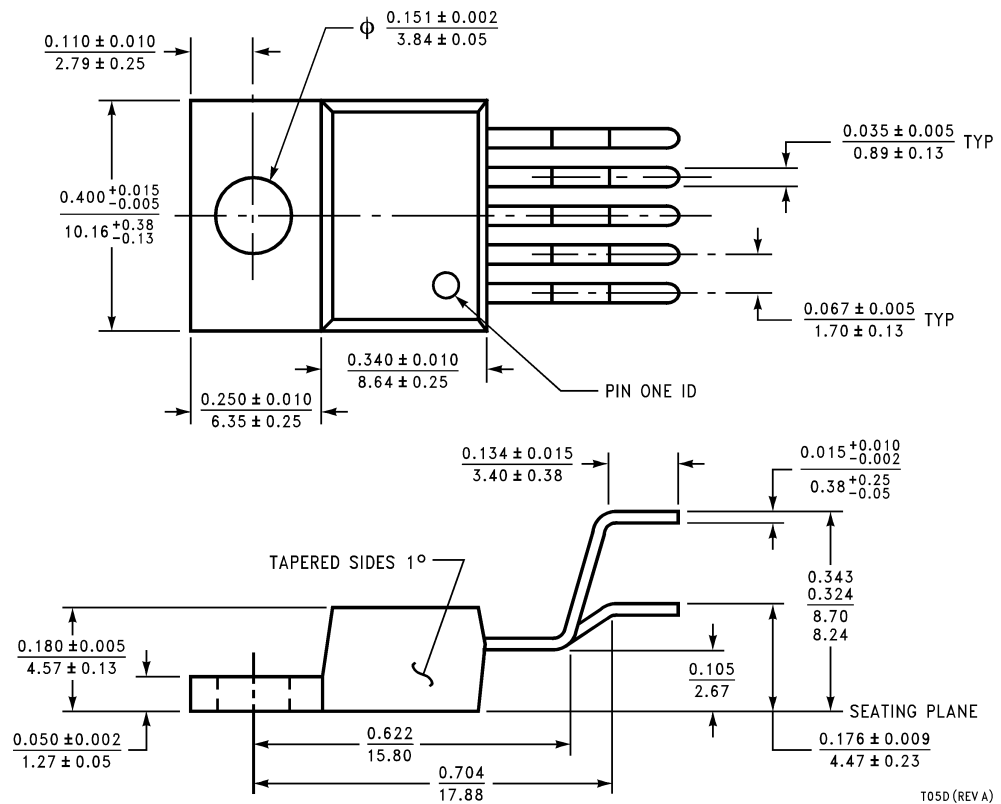 ϕ 0.151 ± 0.002
3.84 ± 0.05
0.110 ± 0.010
2.79 ± 0.25
0.035 ± 0.005 TYP
0.89 ± 0.13
0.400 +0.015 -0.005
10.16 +0.38 -0.13
0.067 ± 0.005 TYP
1.70 ± 0.13
0.340 ± 0.010
8.64 ± 0.25
PIN ONE ID
0.250 ± 0.010
6.35 ± 0.25
0.134 ± 0.015
3.40 ± 0.38
0.015 +0.010 -0.002
0.38 +0.25 -0.05
TAPERED SIDES 1°
0.343
0.324
8.70
8.24
0.180 ± 0.005
4.57 ± 0.13
0.105
2.67
SEATING PLANE
0.050 ± 0.002
1.27 ± 0.05
0.622
15.80
0.176 ± 0.009
4.47 ± 0.23
0.704
17.88
T05D (REV A)